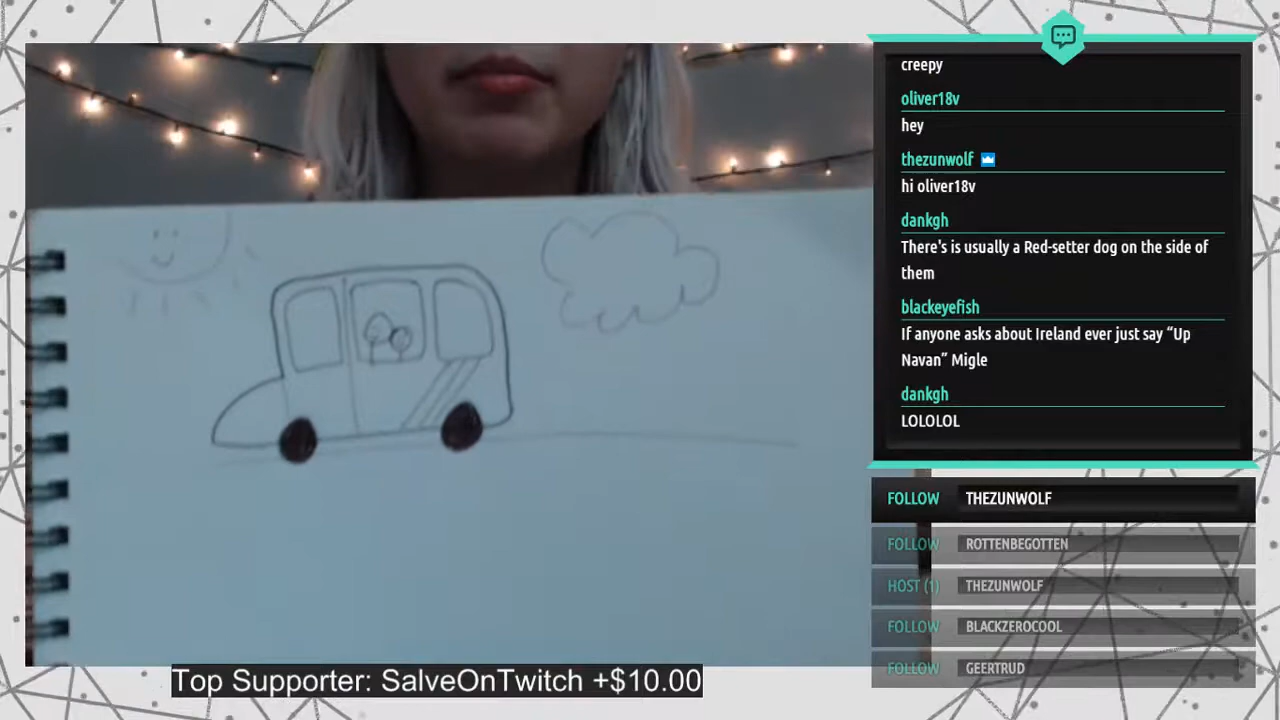 creepy
oliver18v
hey
thezunwolf
hi oliver18v
dankgh
There's is usually a Red-setter dog on the side of
them
blackeyefish
If anyone asks about Ireland ever just say “Up
Navan” Migle
dankgh
LOLOLOL
FOLLOW THEZUNWOLF
FOLLOW ROTTENBEGOTTEN
HOST (1) THEZUNWOLF
FOLLOW BLACKZEROCOOL
FOLLOW GEERTRUD
Top Supporter: SalveOnTwitch +$10.00